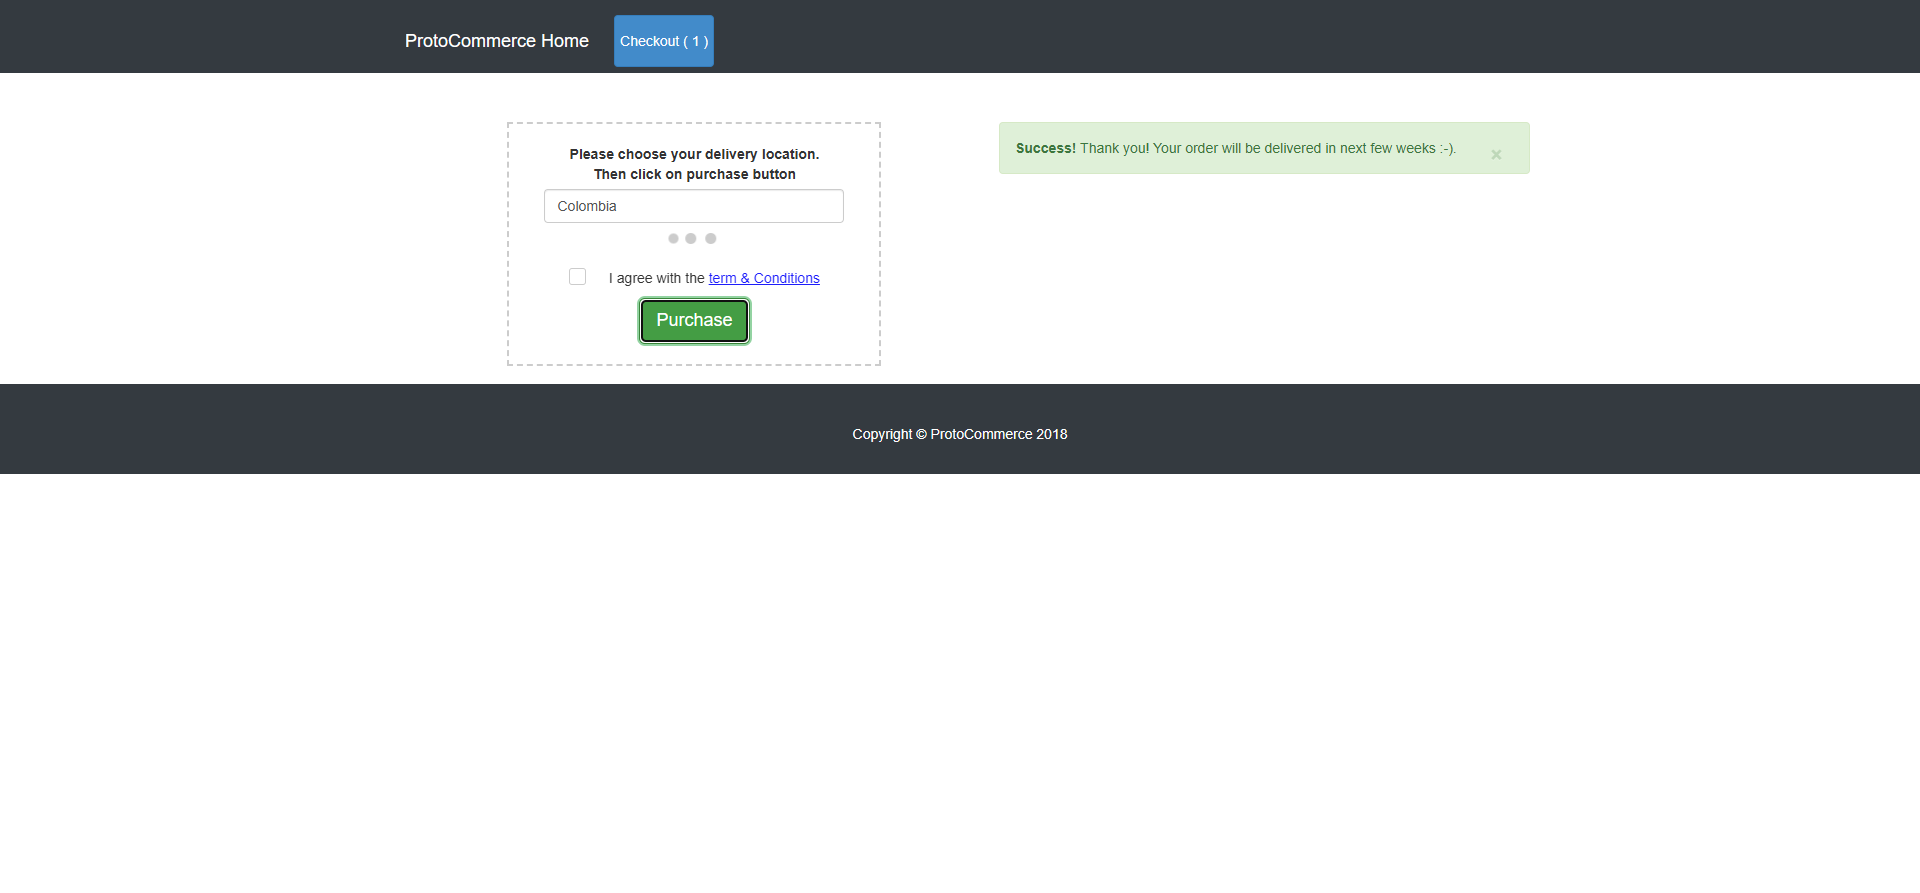 ProtoCommerce Home
Checkout ( 1 )
Please choose your delivery location.
Then click on purchase button
Colombia
I agree with the term & Conditions
Purchase
Success! Thank you! Your order will be delivered in next few weeks :-).
×
Copyright © ProtoCommerce 2018